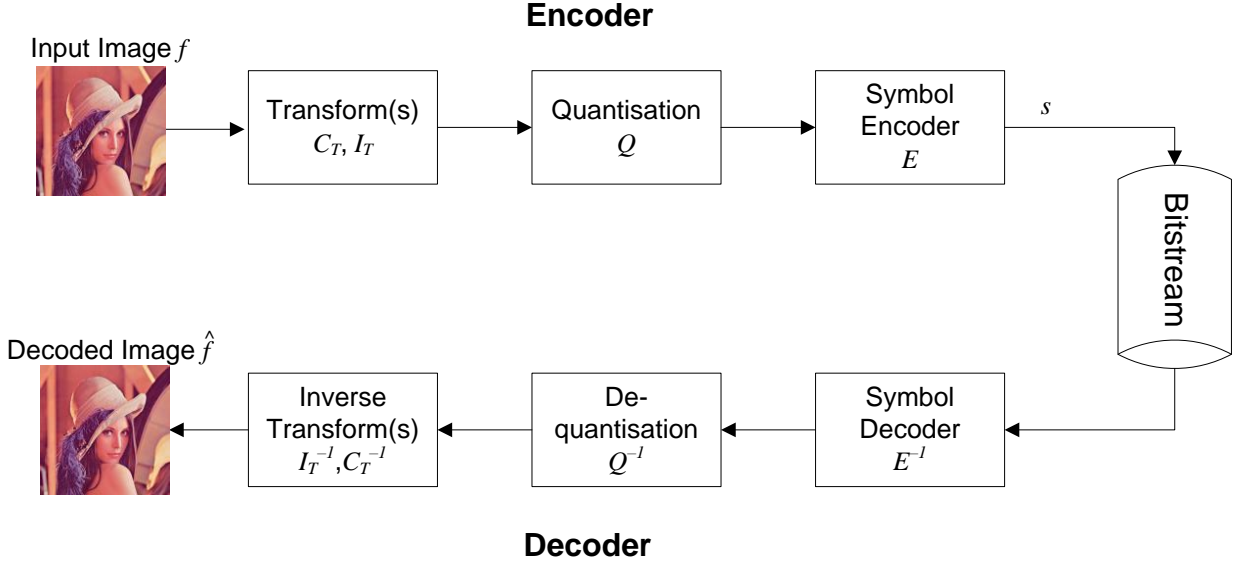 Encoder
Input Image f
Transform(s)
C_T, I_T
Quantisation
Q
Symbol
Encoder
E
s
Bitstream
Decoded Image f̂
Inverse
Transform(s)
I_T^-1,C_T^-1
De-
quantisation
Q^-1
Symbol
Decoder
E^-1
Decoder